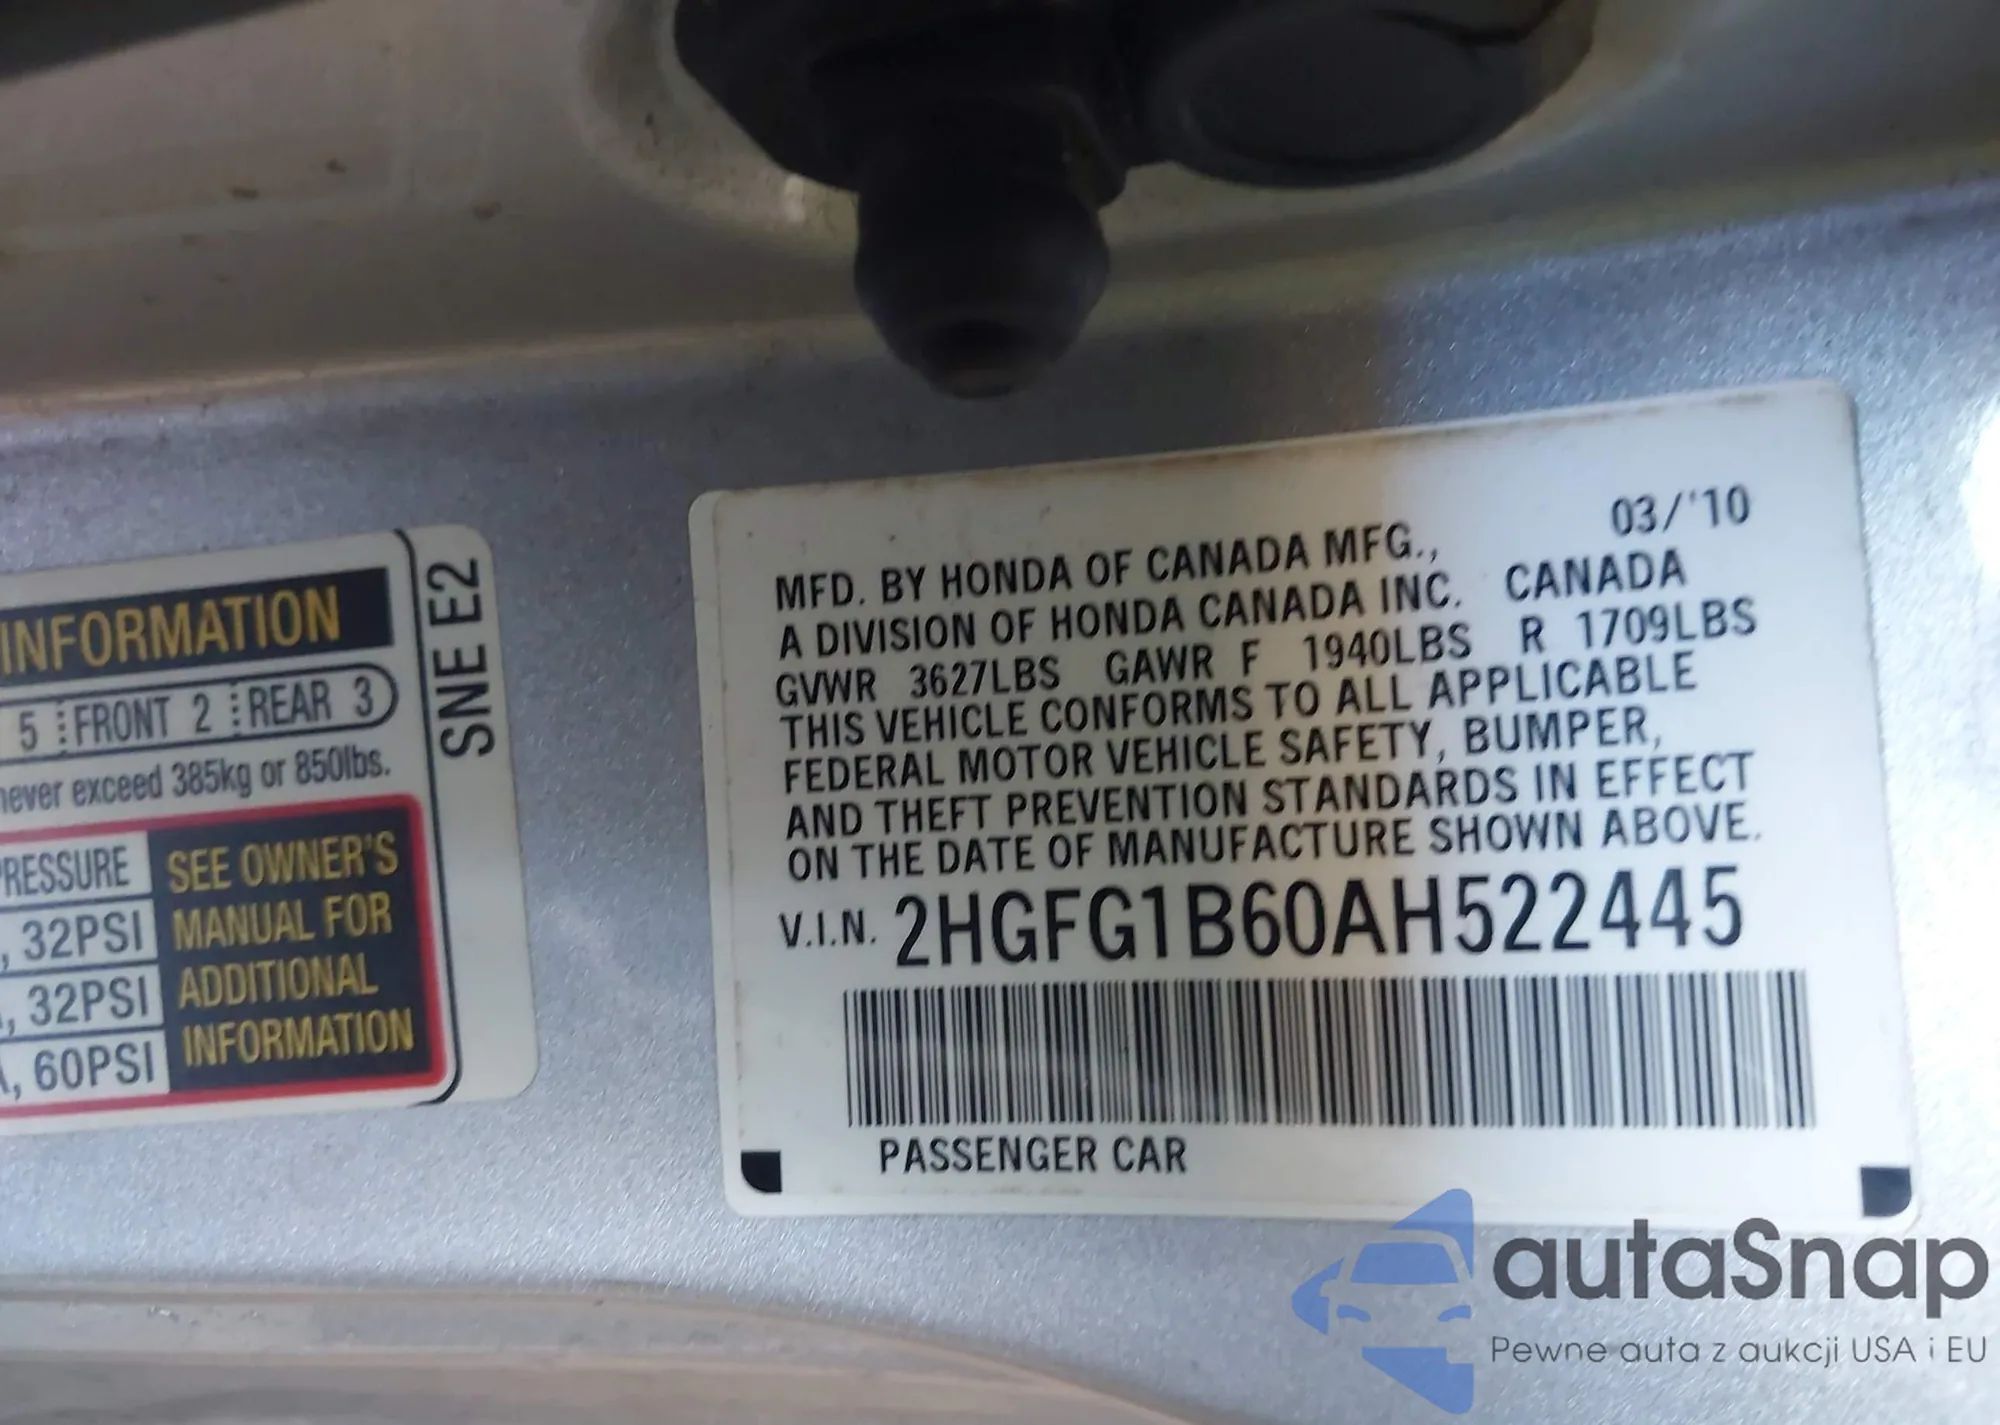 INFORMATION
5 FRONT 2 REAR 3
never exceed 385kg or 850lbs.
PRESSURE
, 32PSI
, 32PSI
, 60PSI
SEE OWNER'S
MANUAL FOR
ADDITIONAL
INFORMATION
SNE E2
03/'10
MFD. BY HONDA OF CANADA MFG.,
A DIVISION OF HONDA CANADA INC. CANADA
GVWR 3627LBS GAWR F 1940LBS R 1709LBS
THIS VEHICLE CONFORMS TO ALL APPLICABLE
FEDERAL MOTOR VEHICLE SAFETY, BUMPER,
AND THEFT PREVENTION STANDARDS IN EFFECT
ON THE DATE OF MANUFACTURE SHOWN ABOVE.
V.I.N. 2HGFG1B60AH522445
PASSENGER CAR
autaSnap
Pewne auta z aukcji USA i EU